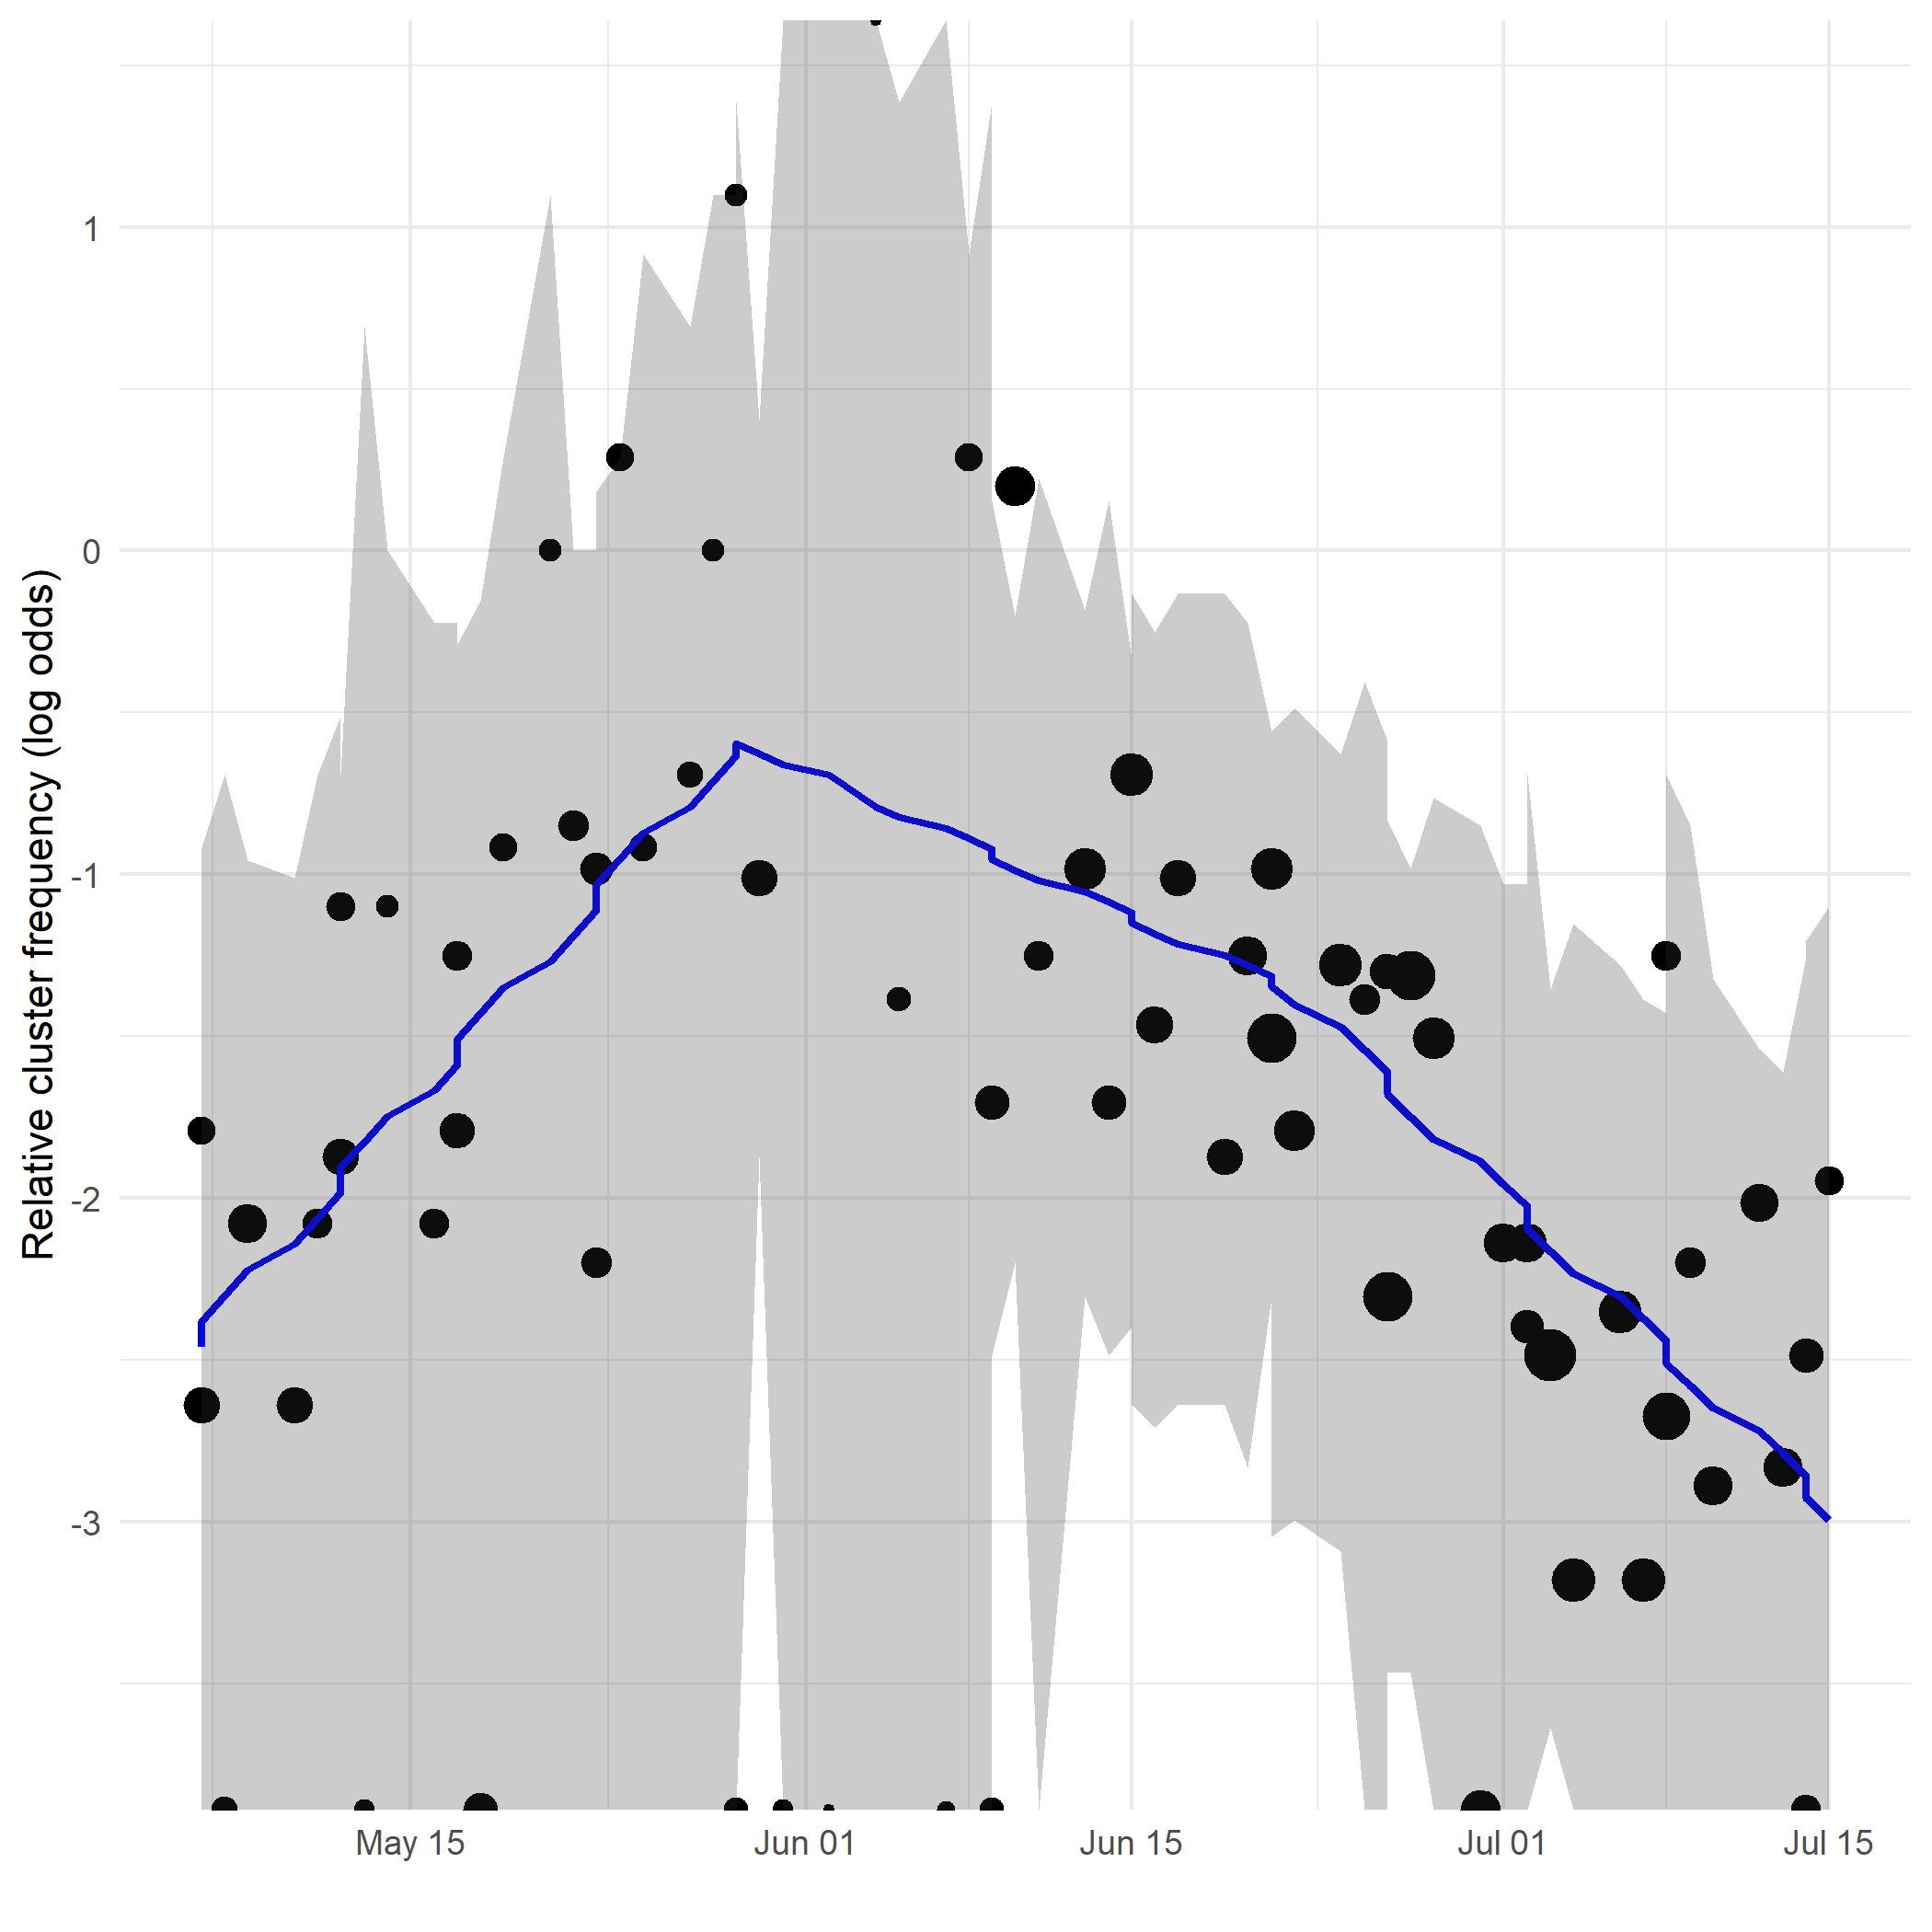 Relative cluster frequency (log odds)
1
0
-1
-2
-3
May 15
Jun 01
Jun 15
Jul 01
Jul 15